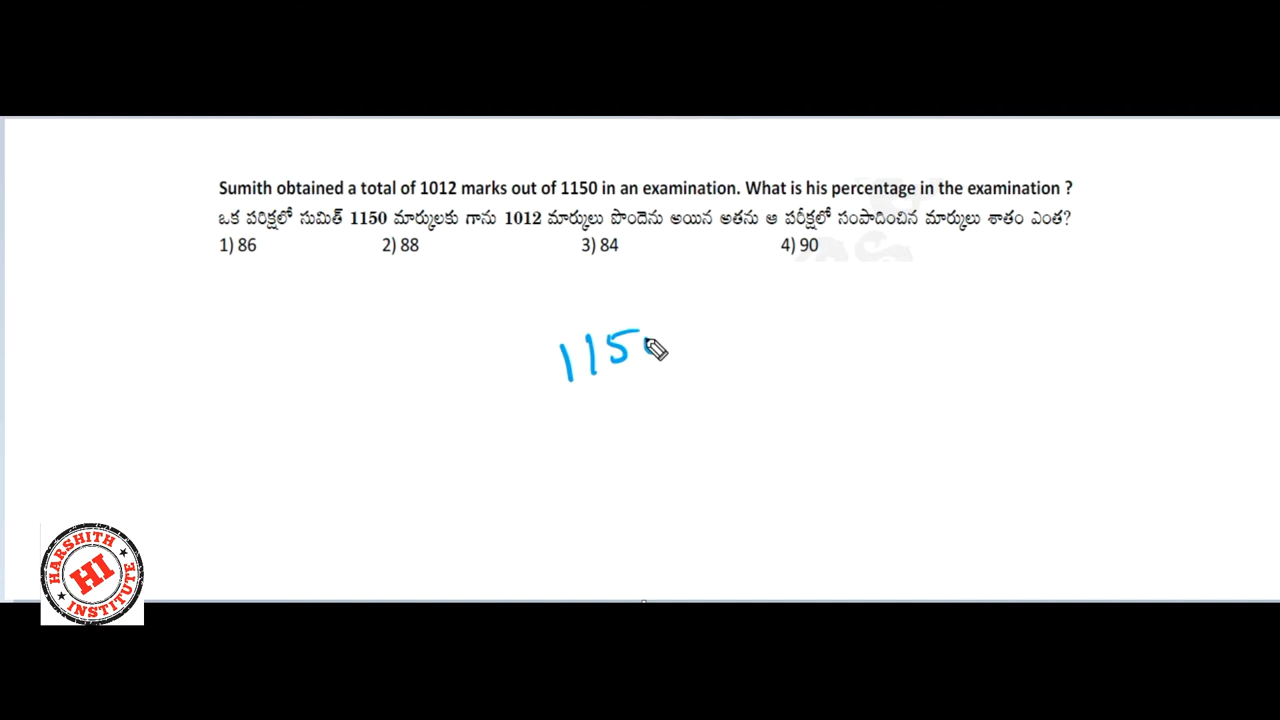 Sumith obtained a total of 1012 marks out of 1150 in an examination. What is his percentage in the examination ?
ఒక పరిక్షలో సుమిత్ 1150 మార్కులకు గాను 1012 మార్కులు పొందెను అయిన అతను ఆ పరీక్షలో సంపాదించిన మార్కులు శాతం ఎంత?
1) 86 2) 88 3) 84 4) 90
115
HARSHITH
HI
INSTITUTE